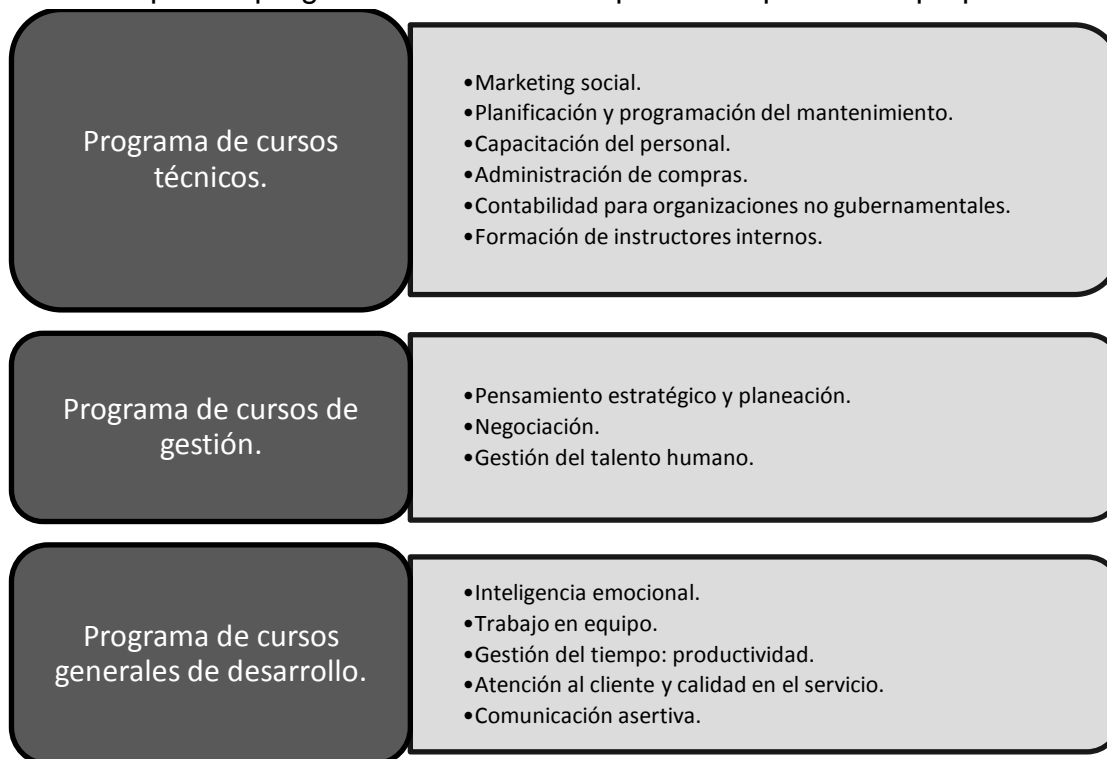 Programa de cursos
técnicos.
•Marketing social.
•Planificación y programación del mantenimiento.
•Capacitación del personal.
•Administración de compras.
•Contabilidad para organizaciones no gubernamentales.
•Formación de instructores internos.
Programa de cursos de
gestión.
•Pensamiento estratégico y planeación.
•Negociación.
•Gestión del talento humano.
Programa de cursos
generales de desarrollo.
•Inteligencia emocional.
•Trabajo en equipo.
•Gestión del tiempo: productividad.
•Atención al cliente y calidad en el servicio.
•Comunicación asertiva.